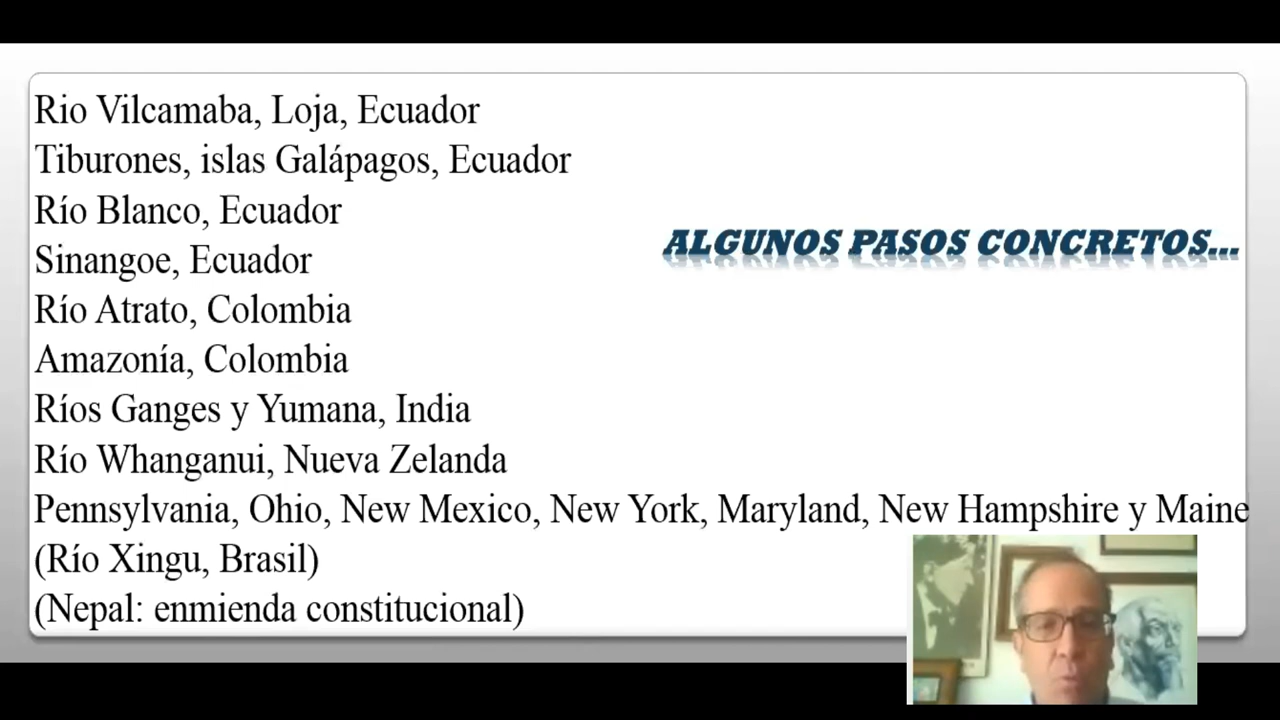 Rio Vilcamaba, Loja, Ecuador
Tiburones, islas Galápagos, Ecuador
Río Blanco, Ecuador
Sinangoe, Ecuador
Río Atrato, Colombia
Amazonía, Colombia
Ríos Ganges y Yumana, India
Río Whanganui, Nueva Zelanda
Pennsylvania, Ohio, New Mexico, New York, Maryland, New Hampshire y Maine
(Río Xingu, Brasil)
(Nepal: enmienda constitucional)
ALGUNOS PASOS CONCRETOS...